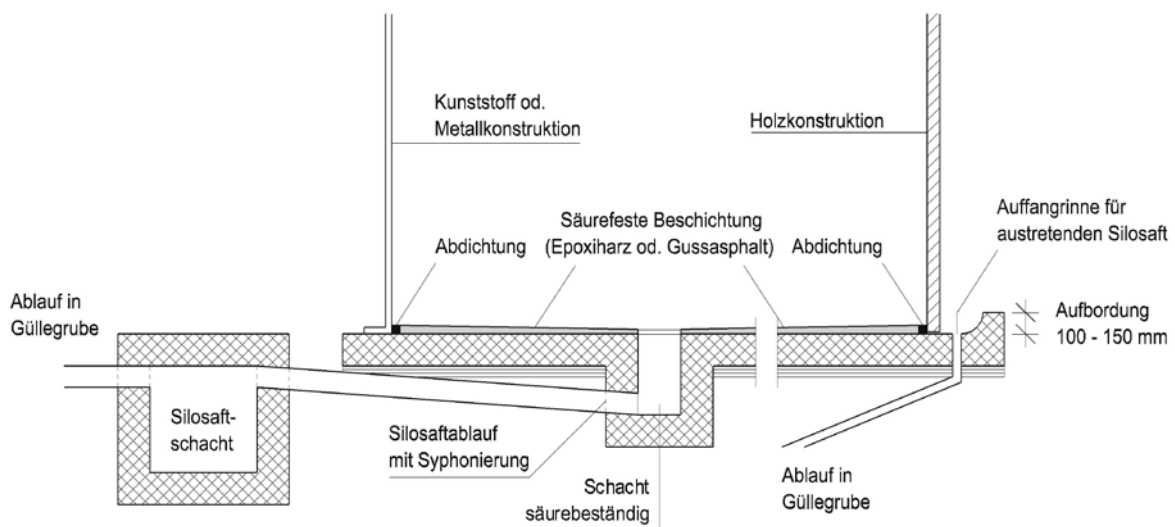 Kunststoff od.
Metallkonstruktion
Holzkonstruktion
Säurefeste Beschichtung
(Epoxiharz od. Gussasphalt)
Abdichtung
Abdichtung
Auffangrinne für
austretenden Silosaft
Ablauf in
Güllegrube
Aufbordung
100 - 150 mm
Silosaft-
schacht
Silosaftablauf
mit Syphonierung
Schacht
säurebeständig
Ablauf in
Güllegrube